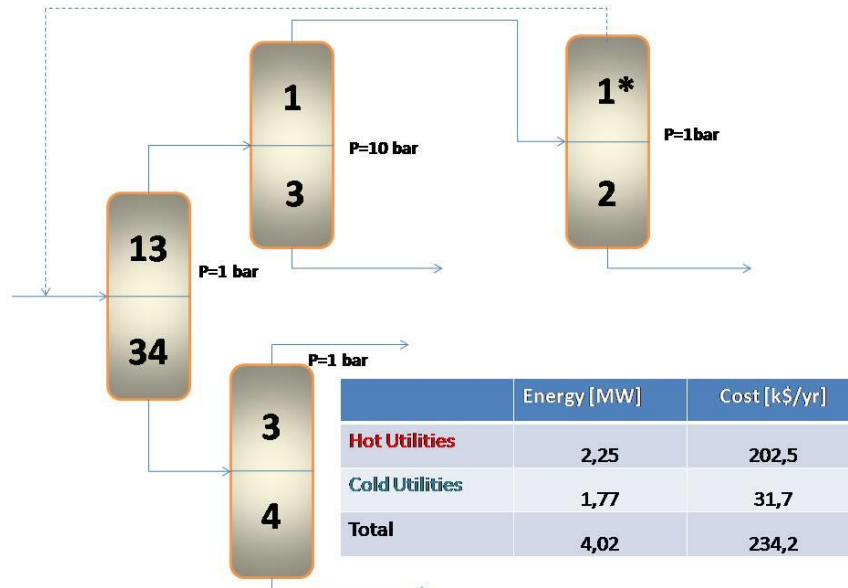 1
3
P=10 bar
1*
2
P=1bar
13
34
P=1 bar
3
4
P=1 bar
Energy [MW] Cost [k$/yr]
Hot Utilities 2,25 202,5
Cold Utilities 1,77 31,7
Total 4,02 234,2